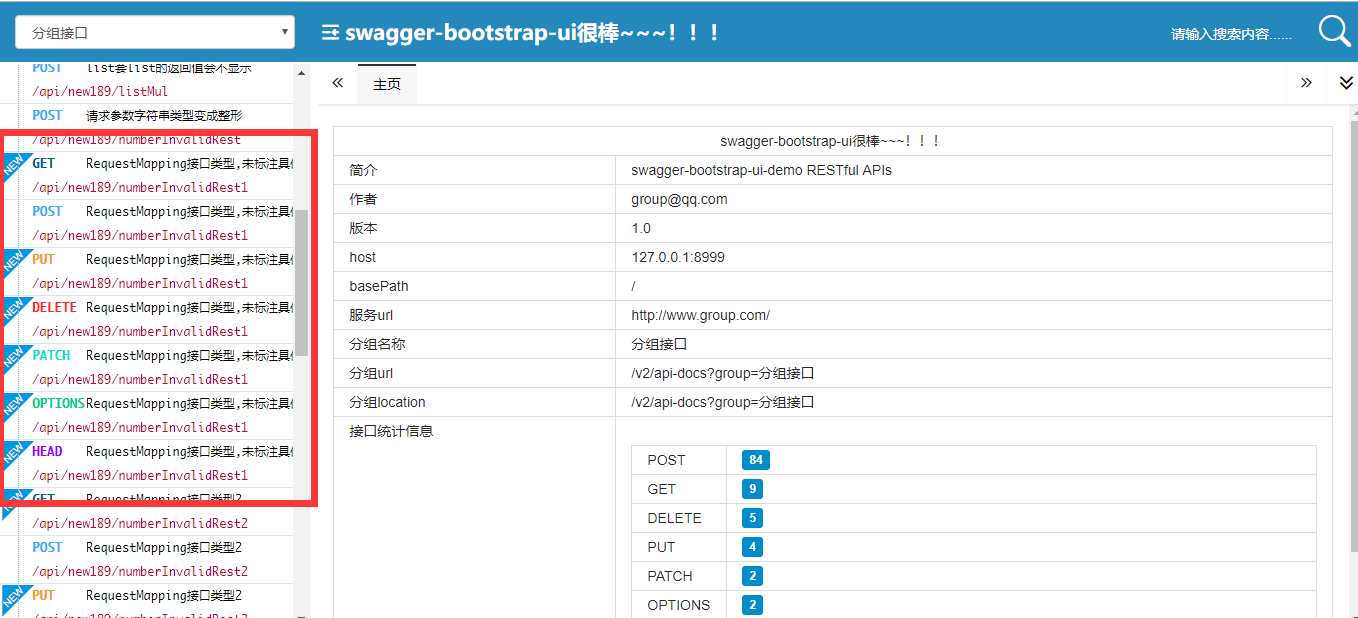 分组接口
swagger-bootstrap-ui很棒~~~！！！
请输入搜索内容......
POST list套list的返回值会不显示
/api/new189/listMul
POST 请求参数字符串类型变成整形
/api/new189/numberInvalidRest
NEW GET RequestMapping接口类型,未标注具体
/api/new189/numberInvalidRest1
POST RequestMapping接口类型,未标注具体
/api/new189/numberInvalidRest1
NEW PUT RequestMapping接口类型,未标注具体
/api/new189/numberInvalidRest1
NEW DELETE RequestMapping接口类型,未标注具体
/api/new189/numberInvalidRest1
NEW PATCH RequestMapping接口类型,未标注具体
/api/new189/numberInvalidRest1
NEW OPTIONS RequestMapping接口类型,未标注具体
/api/new189/numberInvalidRest1
NEW HEAD RequestMapping接口类型,未标注具体
/api/new189/numberInvalidRest1
NEW GET RequestMapping接口类型2
/api/new189/numberInvalidRest2
POST RequestMapping接口类型2
/api/new189/numberInvalidRest2
NEW PUT RequestMapping接口类型2
/api/new189/numberInvalidRest2
主页
swagger-bootstrap-ui很棒~~~！！！
简介 swagger-bootstrap-ui-demo RESTful APIs
作者 group@qq.com
版本 1.0
host 127.0.0.1:8999
basePath /
服务url http://www.group.com/
分组名称 分组接口
分组url /v2/api-docs?group=分组接口
分组location /v2/api-docs?group=分组接口
接口统计信息
POST 84
GET 9
DELETE 5
PUT 4
PATCH 2
OPTIONS 2